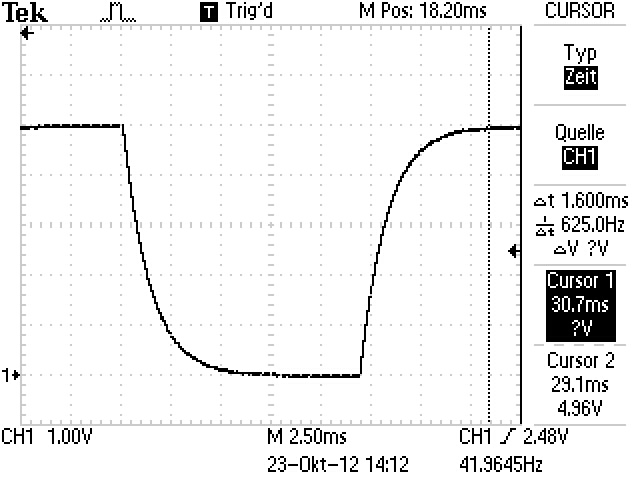 Tek T Trig'd M Pos: 18.20ms CURSOR
Typ
Zeit
Quelle
CH1
△t 1.600ms
1/△t 625.0Hz
△V ?V
Cursor 1
30.7ms
?V
Cursor 2
29.1ms
4.96V
1
CH1 1.00V M 2.50ms CH1 2.48V
23-Okt-12 14:12 41.9645Hz